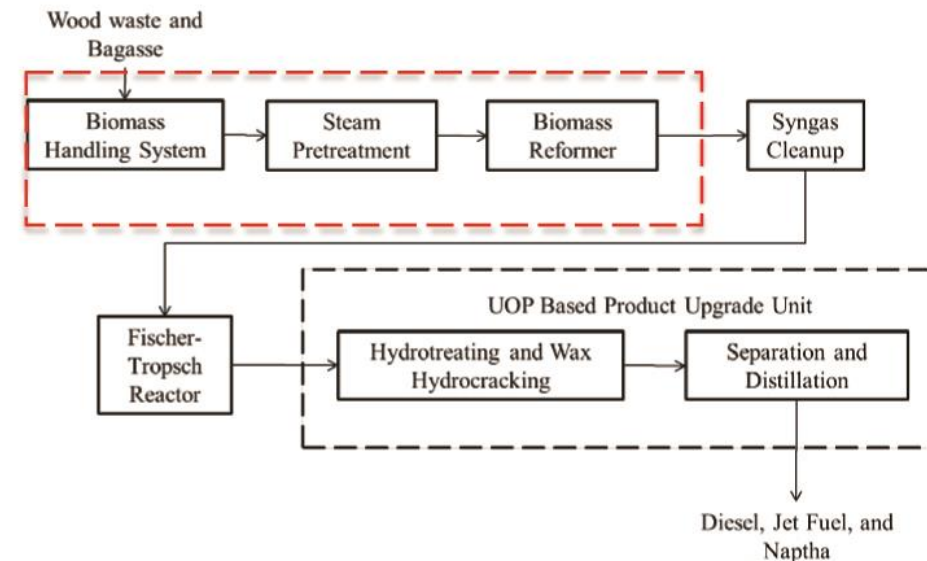 Wood waste and
Bagasse
Biomass
Handling System
Steam
Pretreatment
Biomass
Reformer
Syngas
Cleanup
UOP Based Product Upgrade Unit
Fischer-
Tropsch
Reactor
Hydrotreating and Wax
Hydrocracking
Separation and
Distillation
Diesel, Jet Fuel, and
Naptha